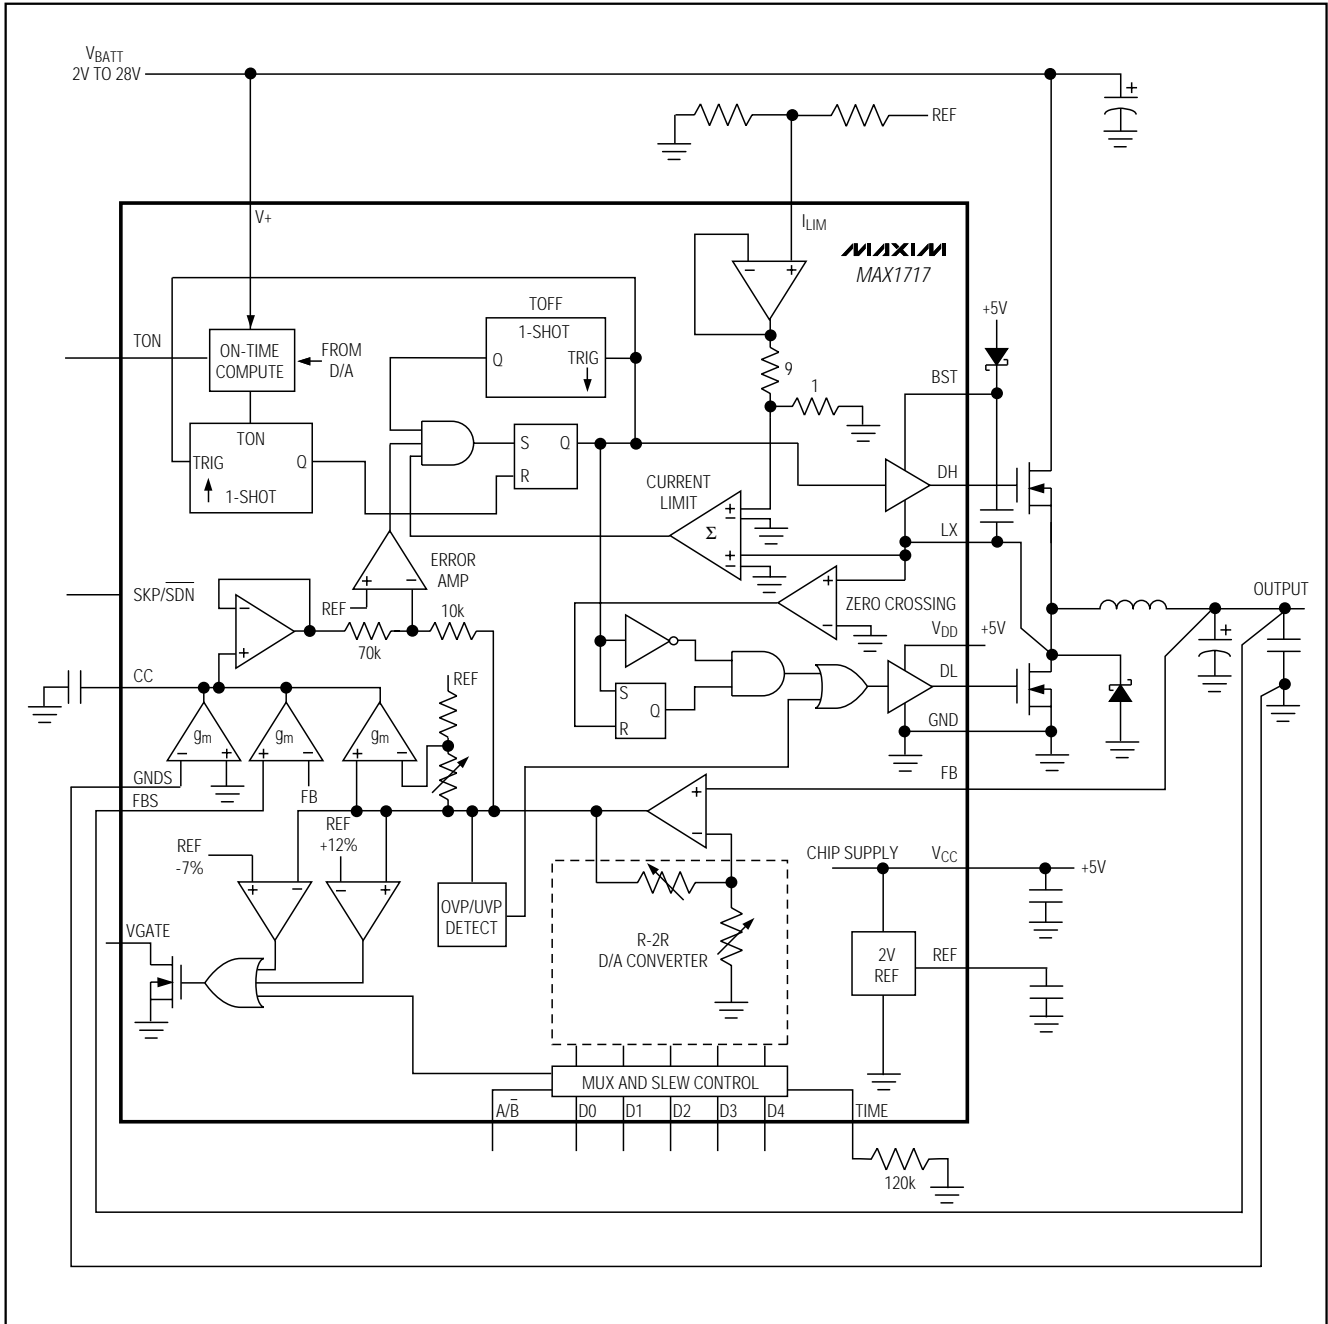 VBATT
2V TO 28V
REF
V+
ILIM
MAXIM
MAX1717
TOFF
1-SHOT
Q
TRIG
+5V
TON
ON-TIME
COMPUTE
FROM
D/A
9
1
BST
TON
TRIG
Q
1-SHOT
S
Q
R
CURRENT
LIMIT
Σ
+
−
+
−
DH
LX
ERROR
AMP
+
−
SKP/S̅D̅N̅
REF
10k
70k
−
+
+
−
ZERO CROSSING
VDD
+5V
OUTPUT
+
CC
REF
S
Q
R
DL
gm
gm
gm
−
+
+
−
+
−
GND
GNDS
FBS
FB
FB
+
−
REF
-7%
REF
+12%
+
−
−
+
OVP/UVP
DETECT
R-2R
D/A CONVERTER
CHIP SUPPLY
VCC
+5V
VGATE
2V
REF
REF
MUX AND SLEW CONTROL
A/B̅
D0
D1
D2
D3
D4
TIME
120k